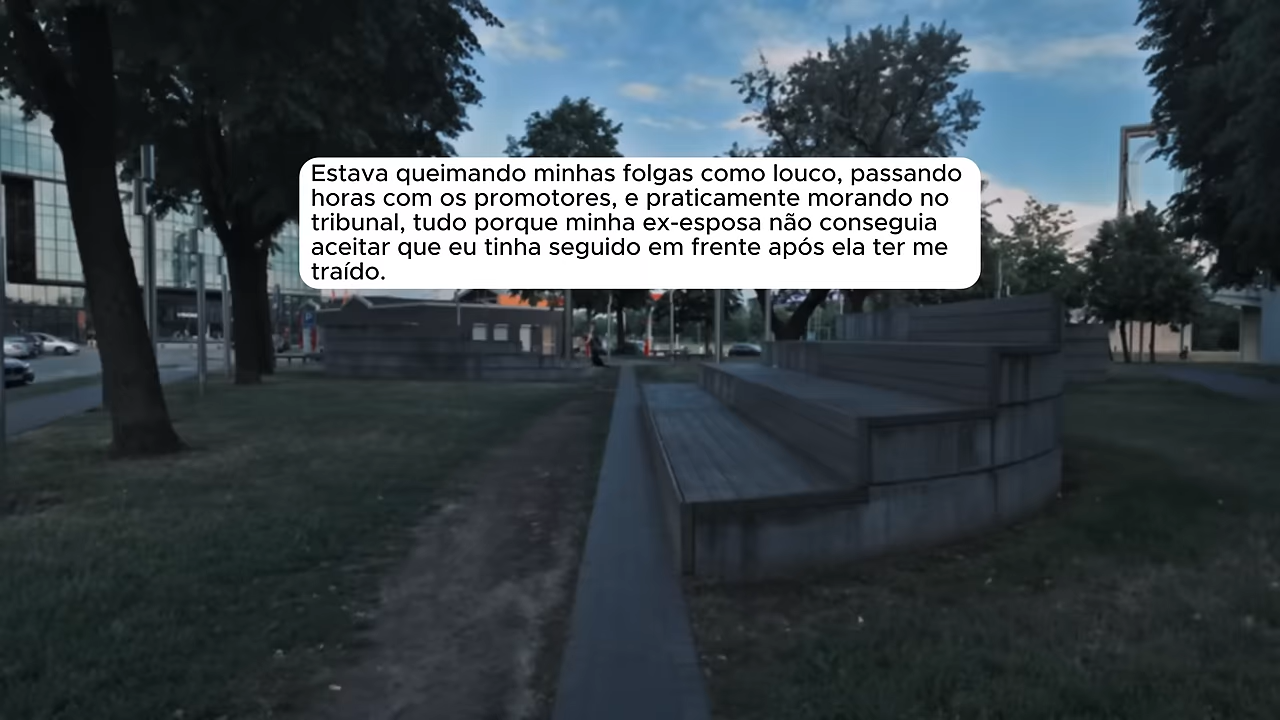 Estava queimando minhas folgas como louco, passando
horas com os promotores, e praticamente morando no
tribunal, tudo porque minha ex-esposa não conseguia
aceitar que eu tinha seguido em frente após ela ter me
traído.